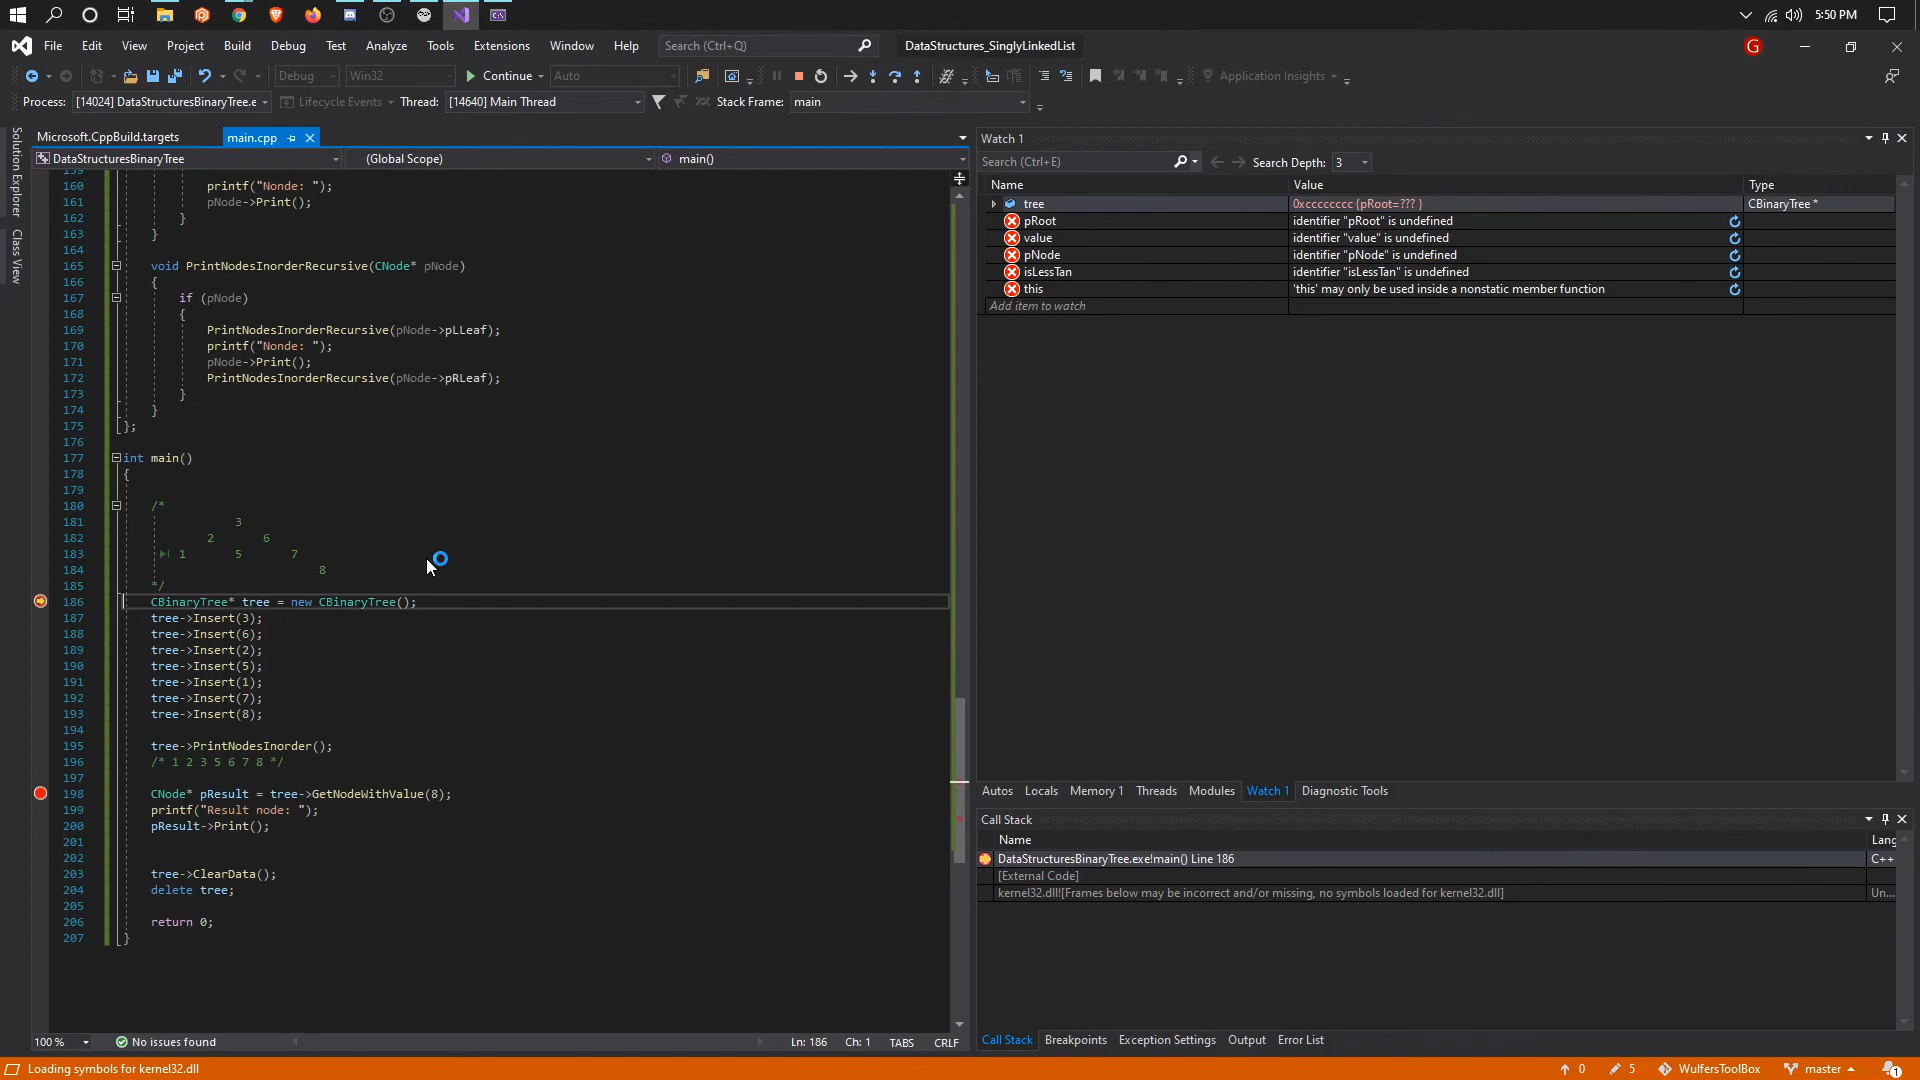 5:50 PM
File Edit View Project Build Debug Test Analyze Tools Extensions Window Help Search (Ctrl+Q) DataStructures_SinglyLinkedList G
Debug Win32 Continue Auto Application Insights
Process: [14024] DataStructuresBinaryTree.e Lifecycle Events Thread: [14640] Main Thread Stack Frame: main
Solution Explorer
Class View
Microsoft.CppBuild.targets main.cpp
DataStructuresBinaryTree (Global Scope) main()
159
160 printf("Nonde: ");
161 pNode->Print();
162 }
163 }
164
165 void PrintNodesInorderRecursive(CNode* pNode)
166 {
167 if (pNode)
168 {
169 PrintNodesInorderRecursive(pNode->pLLeaf);
170 printf("Nonde: ");
171 pNode->Print();
172 PrintNodesInorderRecursive(pNode->pRLeaf);
173 }
174 }
175 };
176
177 int main()
178 {
179
180 /*
181 3
182 2 6
183 1 5 7
184 8
185 */
186 CBinaryTree* tree = new CBinaryTree();
187 tree->Insert(3);
188 tree->Insert(6);
189 tree->Insert(2);
190 tree->Insert(5);
191 tree->Insert(1);
192 tree->Insert(7);
193 tree->Insert(8);
194
195 tree->PrintNodesInorder();
196 /* 1 2 3 5 6 7 8 */
197
198 CNode* pResult = tree->GetNodeWithValue(8);
199 printf("Result node: ");
200 pResult->Print();
201
202
203 tree->ClearData();
204 delete tree;
205
206 return 0;
207 }
100 % No issues found Ln: 186 Ch: 1 TABS CRLF
Watch 1
Search (Ctrl+E) Search Depth: 3
Name Value Type
tree 0xcccccccc {pRoot=??? } CBinaryTree *
pRoot identifier "pRoot" is undefined
value identifier "value" is undefined
pNode identifier "pNode" is undefined
isLessTan identifier "isLessTan" is undefined
this 'this' may only be used inside a nonstatic member function
Add item to watch
Autos Locals Memory 1 Threads Modules Watch 1 Diagnostic Tools
Call Stack
Name Lang
DataStructuresBinaryTree.exe!main() Line 186 C++
[External Code]
kernel32.dll![Frames below may be incorrect and/or missing, no symbols loaded for kernel32.dll] Un...
Call Stack Breakpoints Exception Settings Output Error List
Loading symbols for kernel32.dll 0 5 WulfersToolBox master 1